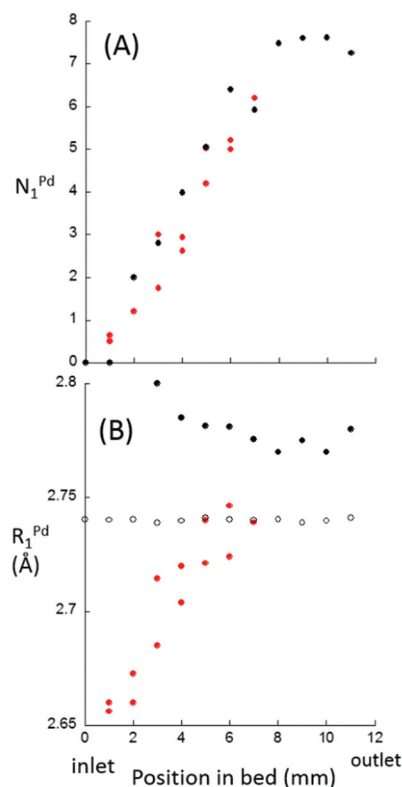 (A)
8
7
6
5
4
3
2
1
0
N₁ᴾᵈ
(B)
2.8
2.75
2.7
2.65
R₁ᴾᵈ
(Å)
0 2 4 6 8 10 12
inlet Position in bed (mm) outlet